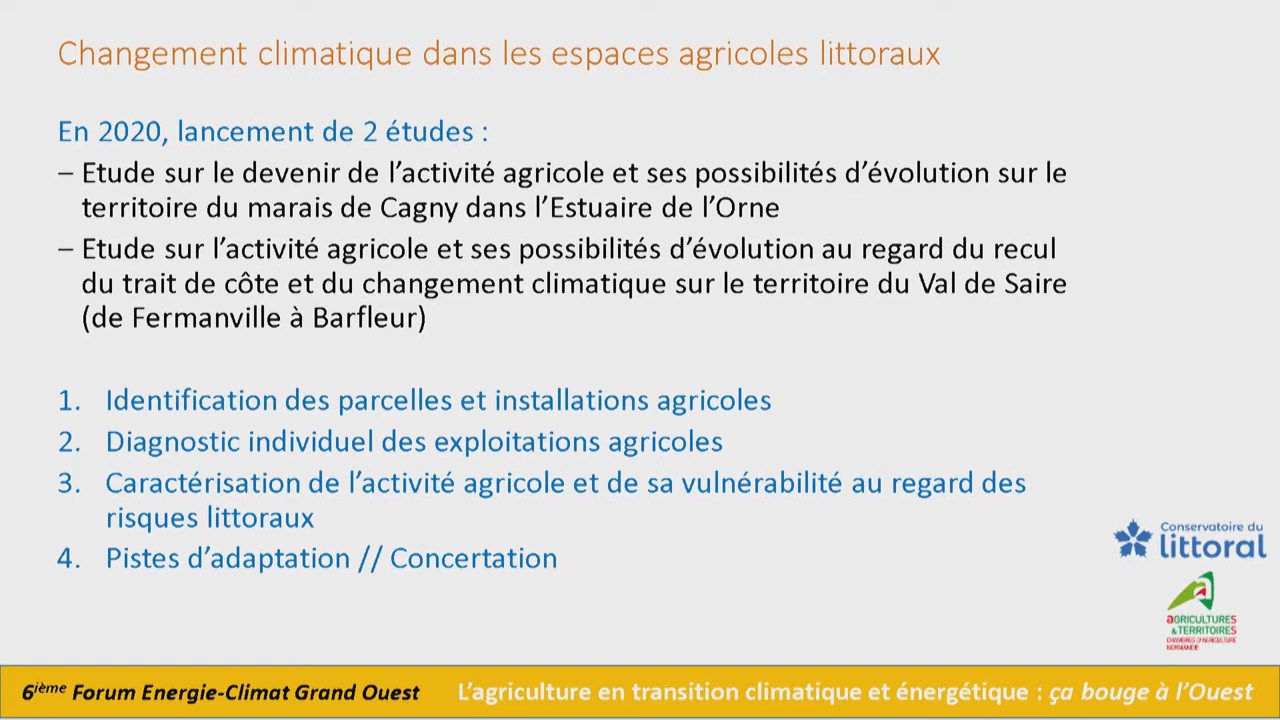 Changement climatique dans les espaces agricoles littoraux
En 2020, lancement de 2 études :
– Etude sur le devenir de l’activité agricole et ses possibilités d’évolution sur le
territoire du marais de Cagny dans l’Estuaire de l’Orne
– Etude sur l’activité agricole et ses possibilités d’évolution au regard du recul
du trait de côte et du changement climatique sur le territoire du Val de Saire
(de Fermanville à Barfleur)
1. Identification des parcelles et installations agricoles
2. Diagnostic individuel des exploitations agricoles
3. Caractérisation de l’activité agricole et de sa vulnérabilité au regard des
risques littoraux
4. Pistes d’adaptation // Concertation
Conservatoire du
littoral
aGRICULTURES
& TERRITOIRES
CHAMBRES D'AGRICULTURE
NORMANDIE
6ième Forum Energie-Climat Grand Ouest L’agriculture en transition climatique et énergétique : ça bouge à l’Ouest